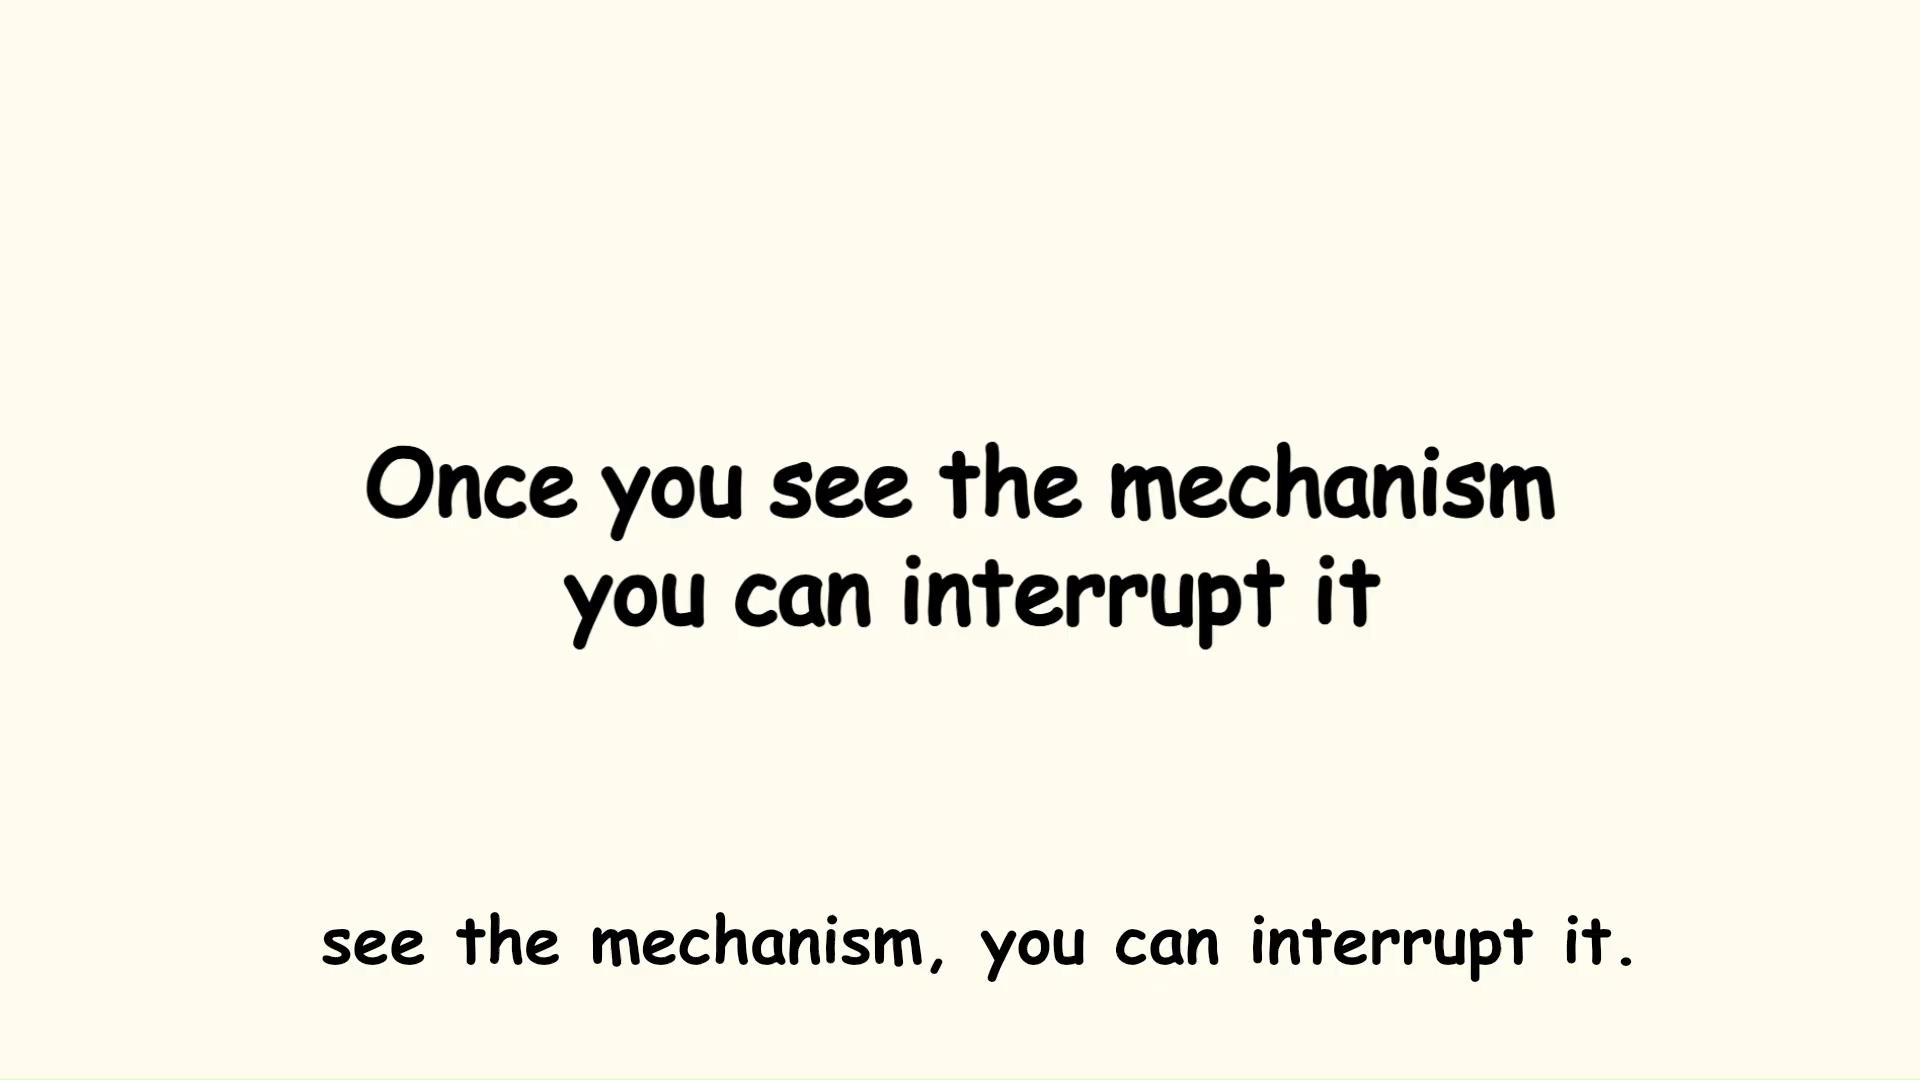 Once you see the mechanism
you can interrupt it
see the mechanism, you can interrupt it.